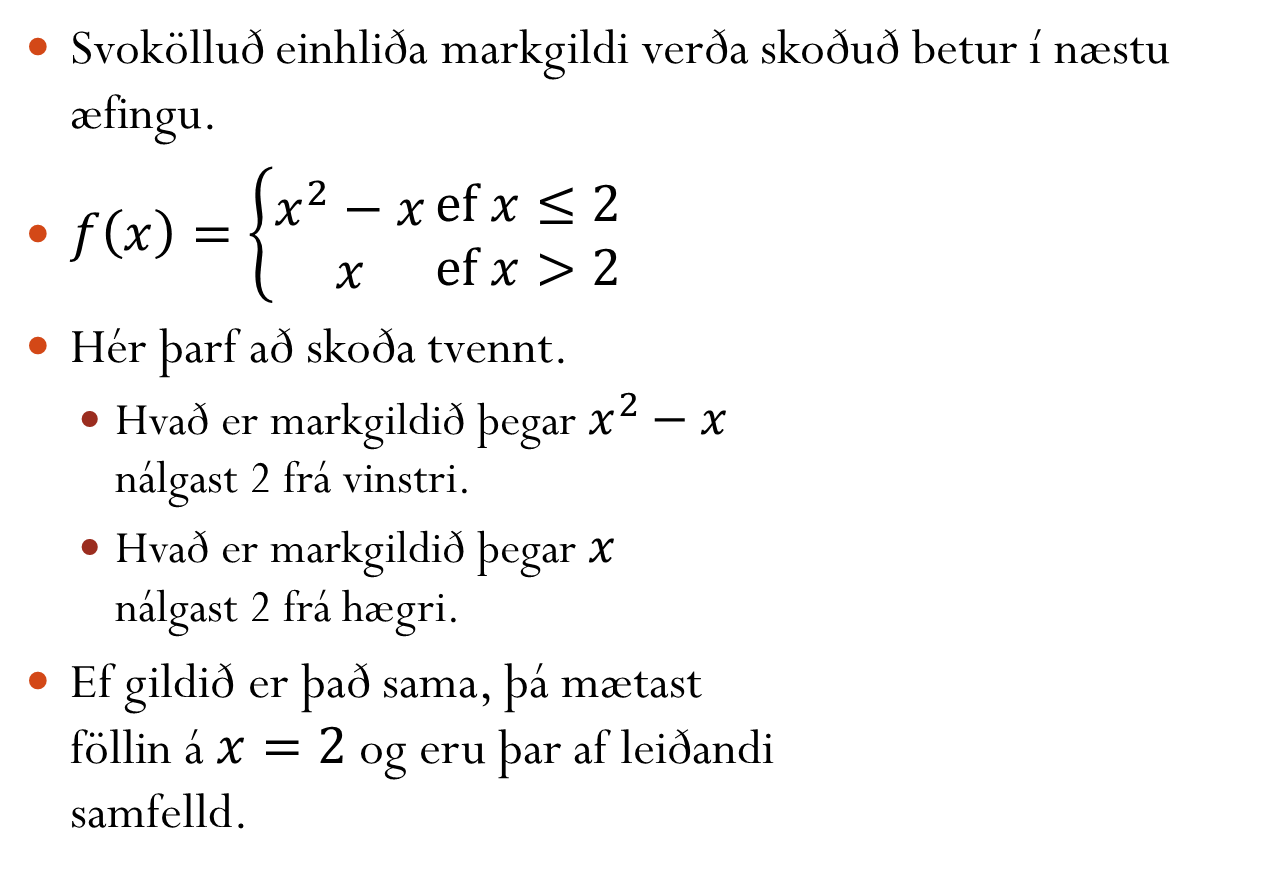 • Svokölluð einhliða markgildi verða skoðuð betur í næstu
æfingu.
• f(x) = { x² − x ef x ≤ 2
x ef x > 2
• Hér þarf að skoða tvennt.
• Hvað er markgildið þegar x² − x
nálgast 2 frá vinstri.
• Hvað er markgildið þegar x
nálgast 2 frá hægri.
• Ef gildið er það sama, þá mætast
föllin á x = 2 og eru þar af leiðandi
samfelld.